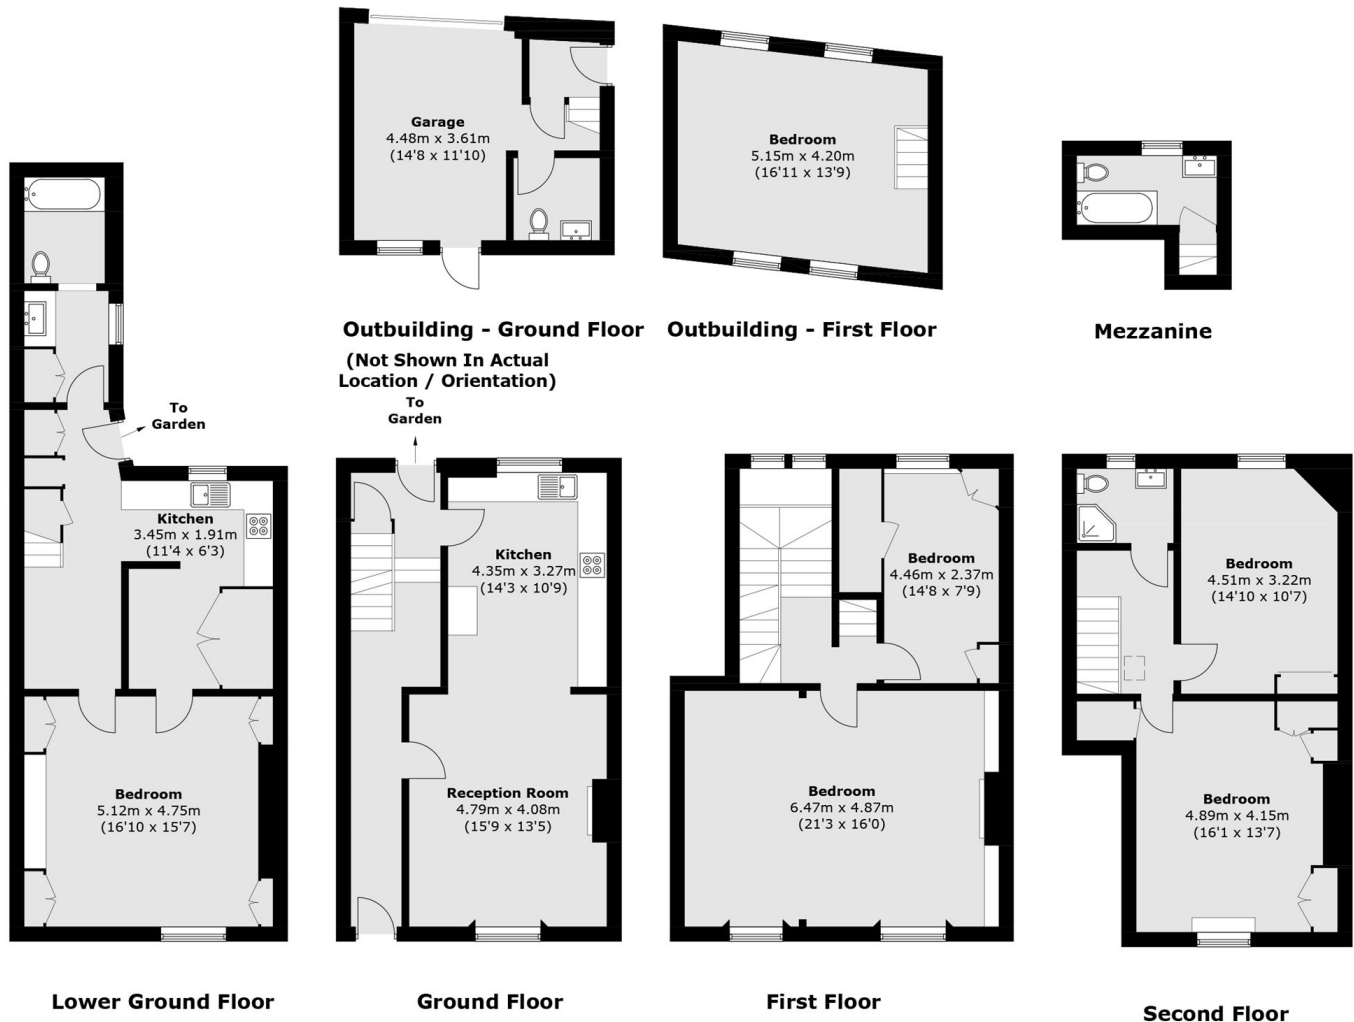 Garage
4.48m x 3.61m
(14'8 x 11'10)
Bedroom
5.15m x 4.20m
(16'11 x 13'9)
Outbuilding - Ground Floor
(Not Shown In Actual
Location / Orientation)
Outbuilding - First Floor
Mezzanine
To
Garden
Kitchen
3.45m x 1.91m
(11'4 x 6'3)
Bedroom
5.12m x 4.75m
(16'10 x 15'7)
Lower Ground Floor
To
Garden
Kitchen
4.35m x 3.27m
(14'3 x 10'9)
Reception Room
4.79m x 4.08m
(15'9 x 13'5)
Ground Floor
Bedroom
4.46m x 2.37m
(14'8 x 7'9)
Bedroom
6.47m x 4.87m
(21'3 x 16'0)
First Floor
Bedroom
4.51m x 3.22m
(14'10 x 10'7)
Bedroom
4.89m x 4.15m
(16'1 x 13'7)
Second Floor